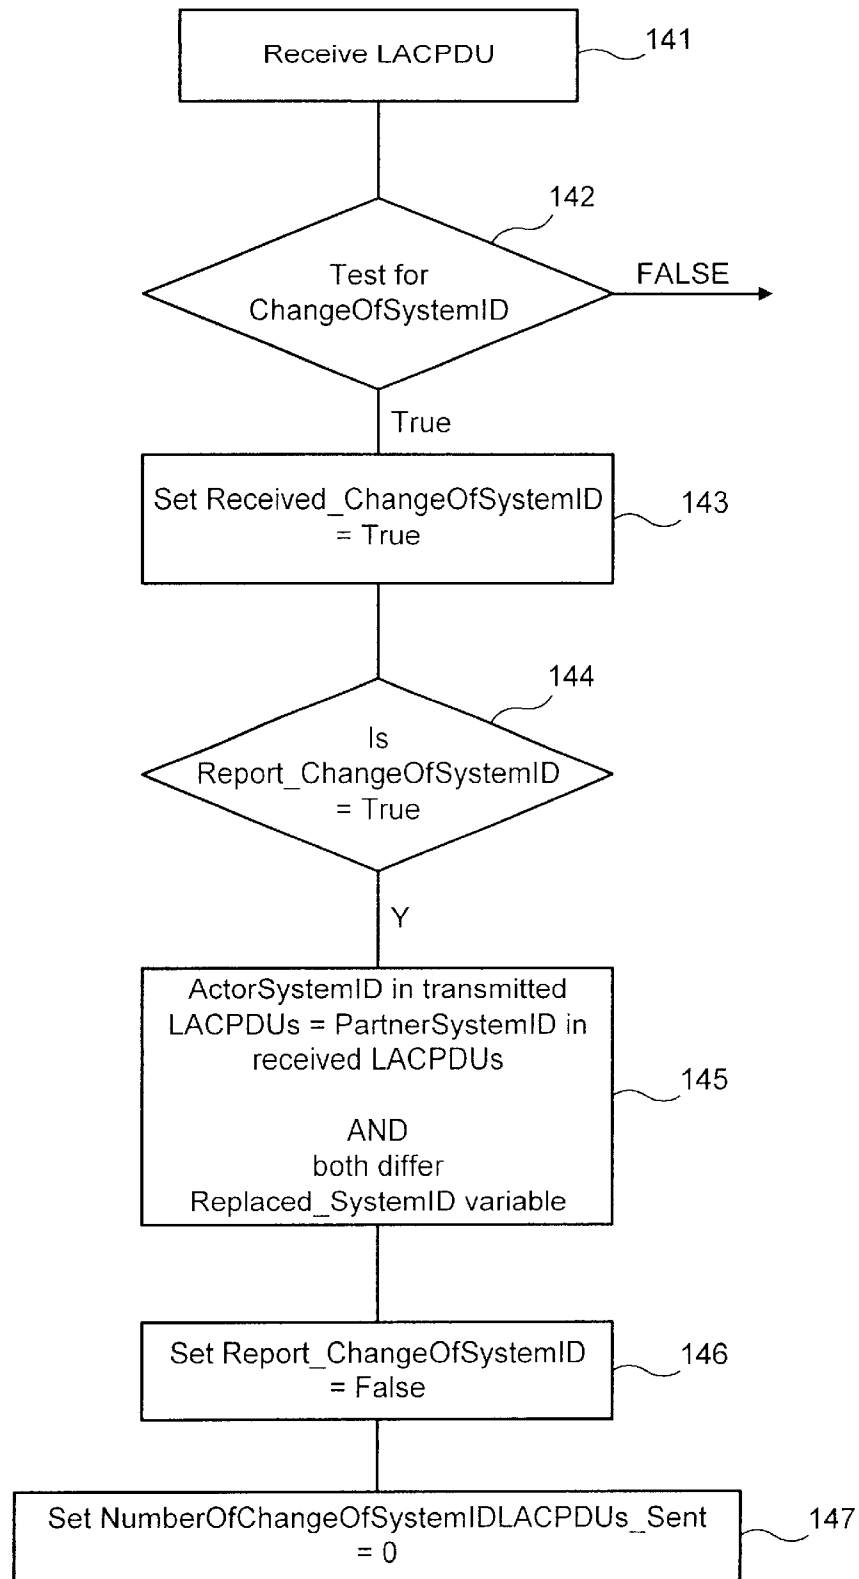 Receive LACPDU
141
142
Test for
ChangeOfSystemID
FALSE
True
Set Received_ChangeOfSystemID
= True
143
144
Is
Report_ChangeOfSystemID
= True
Y
ActorSystemID in transmitted
LACPDUs = PartnerSystemID in
received LACPDUs
AND
both differ
Replaced_SystemID variable
145
Set Report_ChangeOfSystemID
= False
146
Set NumberOfChangeOfSystemIDLACPDUs_Sent
= 0
147